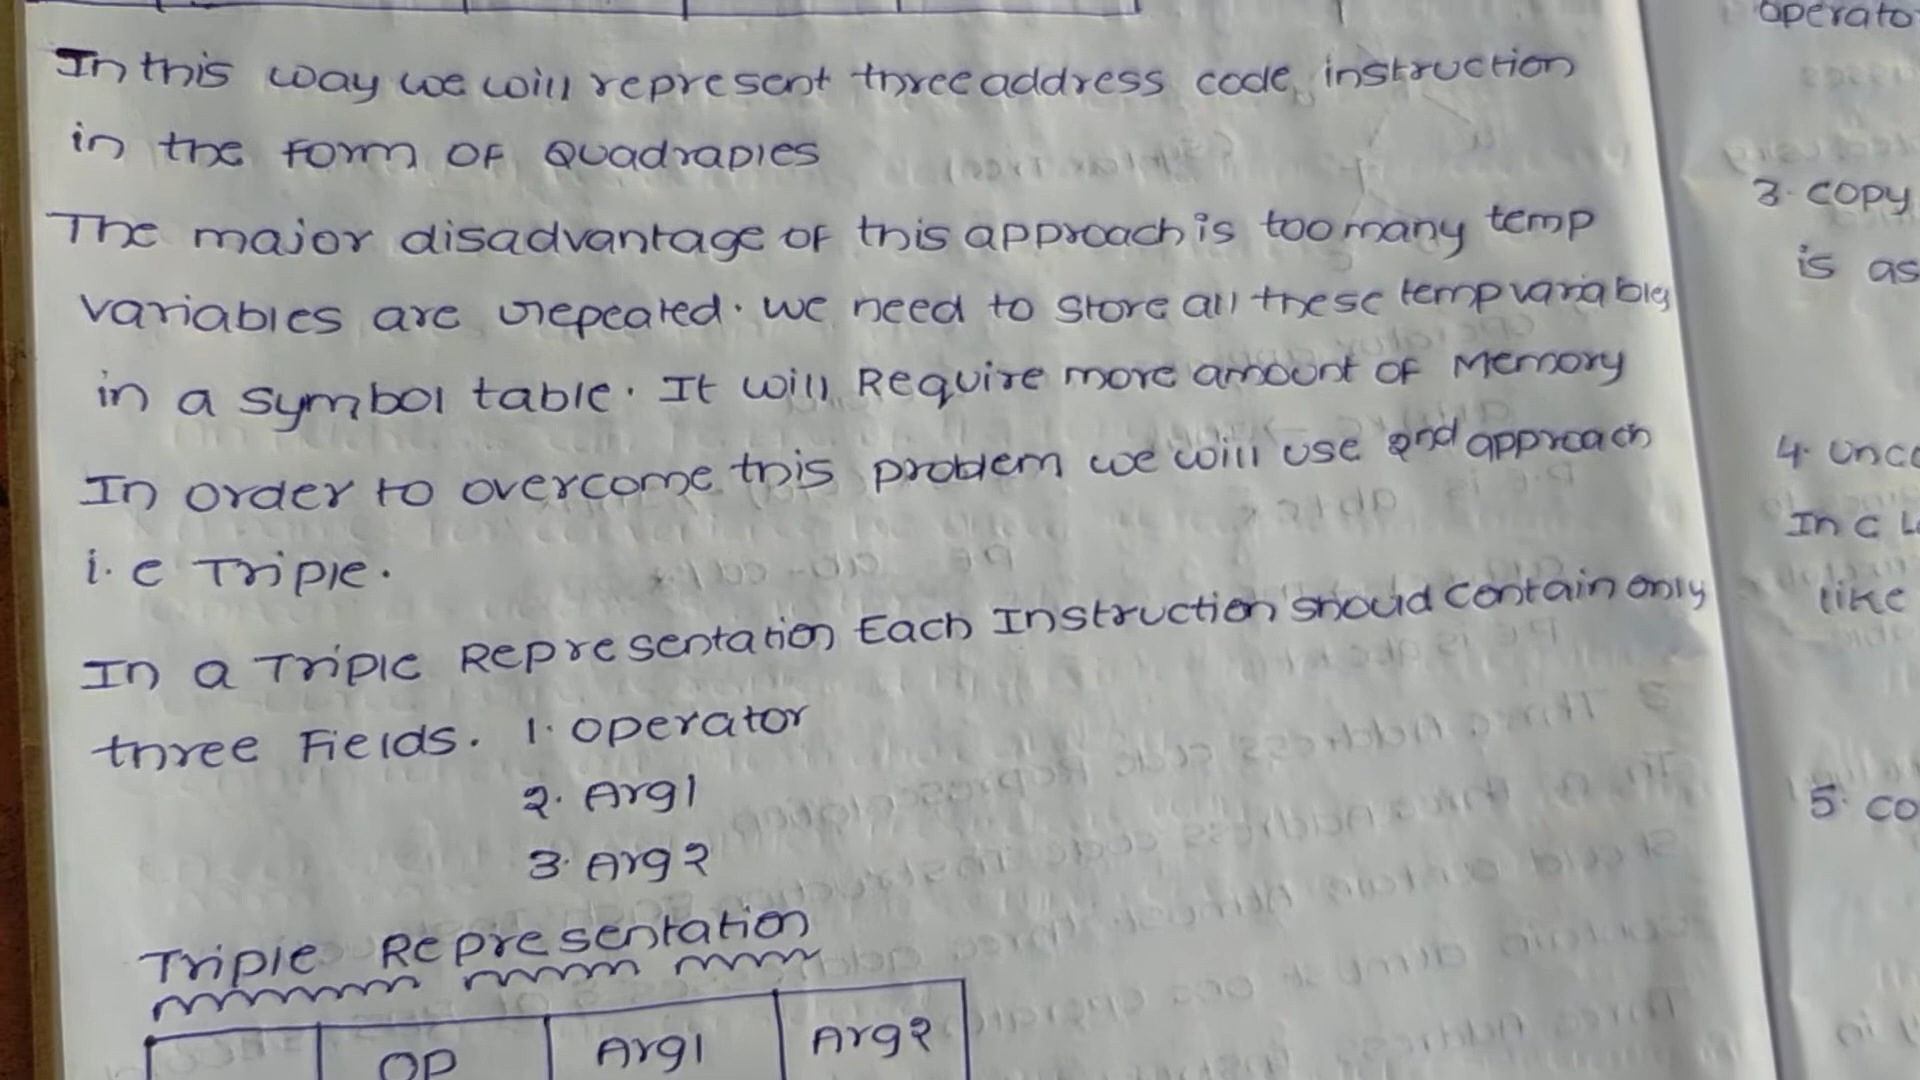 In this way we will represent three address code instruction
in the form of Quadraples
The major disadvantage of this approach is too many temp
variables are repeated. we need to store all these temp variables
in a symbol table. It will Require more amount of Memory
In order to overcome this problem we will use 2nd approach
i.e Triple.
In a Triple Representation Each Instruction should contain only
three Fields. 1. operator
2. Arg1
3. Arg2
Triple Representation
OP Arg1 Arg2
operato
3. copy
is as
4. unco
In c L
like
5. co